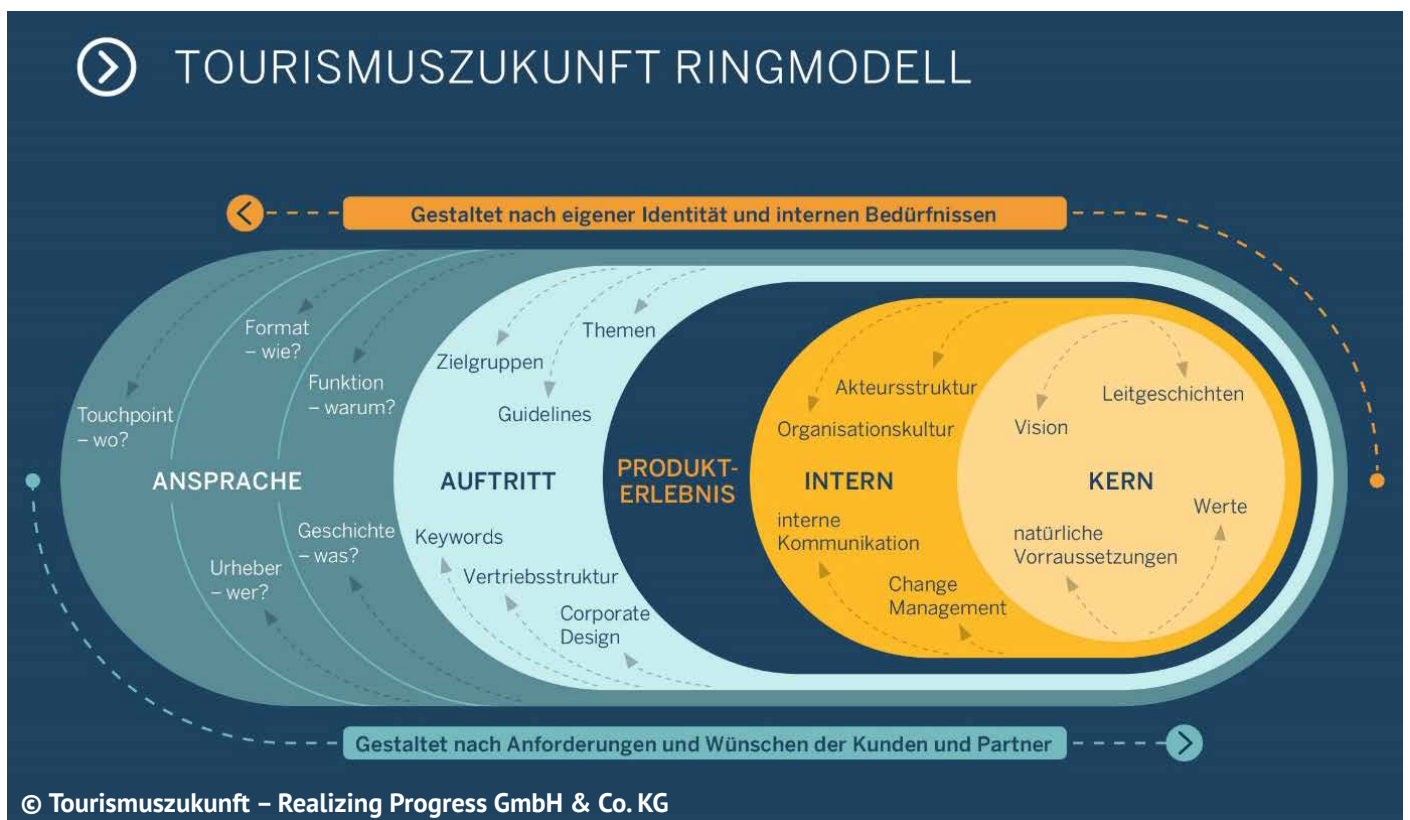 TOURISMUSZUKUNFT RINGMODELL
Gestaltet nach eigener Identität und internen Bedürfnissen
Touchpoint
– wo?
Format
– wie?
Funktion
– warum?
ANSPRACHE
Urheber
– wer?
Geschichte
– was?
Zielgruppen
Themen
Guidelines
AUFTRITT
Keywords
Vertriebsstruktur
Corporate
Design
PRODUKT-
ERLEBNIS
Akteursstruktur
Organisationskultur
INTERN
interne
Kommunikation
Change
Management
Leitgeschichten
Vision
KERN
Werte
natürliche
Vorraussetzungen
Gestaltet nach Anforderungen und Wünschen der Kunden und Partner
© Tourismuszukunft – Realizing Progress GmbH & Co. KG